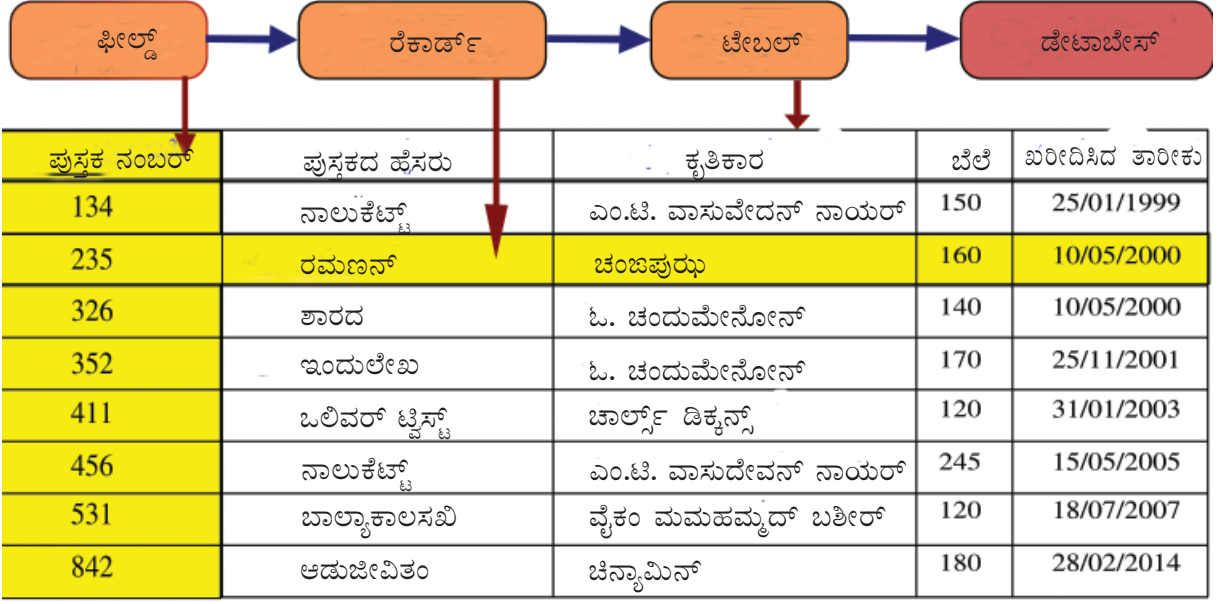 ಫೀಲ್ಡ್ ರೆಕಾರ್ಡ್ ಟೇಬಲ್ ಡೇಟಾಬೇಸ್
ಪುಸ್ತಕ ನಂಬರ್ ಪುಸ್ತಕದ ಹೆಸರು ಕೃತಿಕಾರ ಬೆಲೆ ಖರೀದಿಸಿದ ತಾರೀಕು
134 ನಾಲುಕೆಟ್ಟ್ ಎಂ.ಟಿ. ವಾಸುವೇದನ್ ನಾಯರ್ 150 25/01/1999
235 ರಮಣನ್ ಚಂಙಪುಝ 160 10/05/2000
326 ಶಾರದ ಓ. ಚಂದುಮೇನೋನ್ 140 10/05/2000
352 ಇಂದುಲೇಖ ಓ. ಚಂದುಮೇನೋನ್ 170 25/11/2001
411 ಒಲಿವರ್ ಟ್ವಿಸ್ಟ್ ಚಾರ್ಲ್ಸ್ ಡಿಕ್ಕನ್ಸ್ 120 31/01/2003
456 ನಾಲುಕೆಟ್ಟ್ ಎಂ.ಟಿ. ವಾಸುದೇವನ್ ನಾಯರ್ 245 15/05/2005
531 ಬಾಲ್ಯಾಕಾಲಸಖಿ ವೈಕಂ ಮಮಹಮ್ಮದ್ ಬಶೀರ್ 120 18/07/2007
842 ಆಡುಜೀವಿತಂ ಚಿನ್ಯಾಮಿನ್ 180 28/02/2014